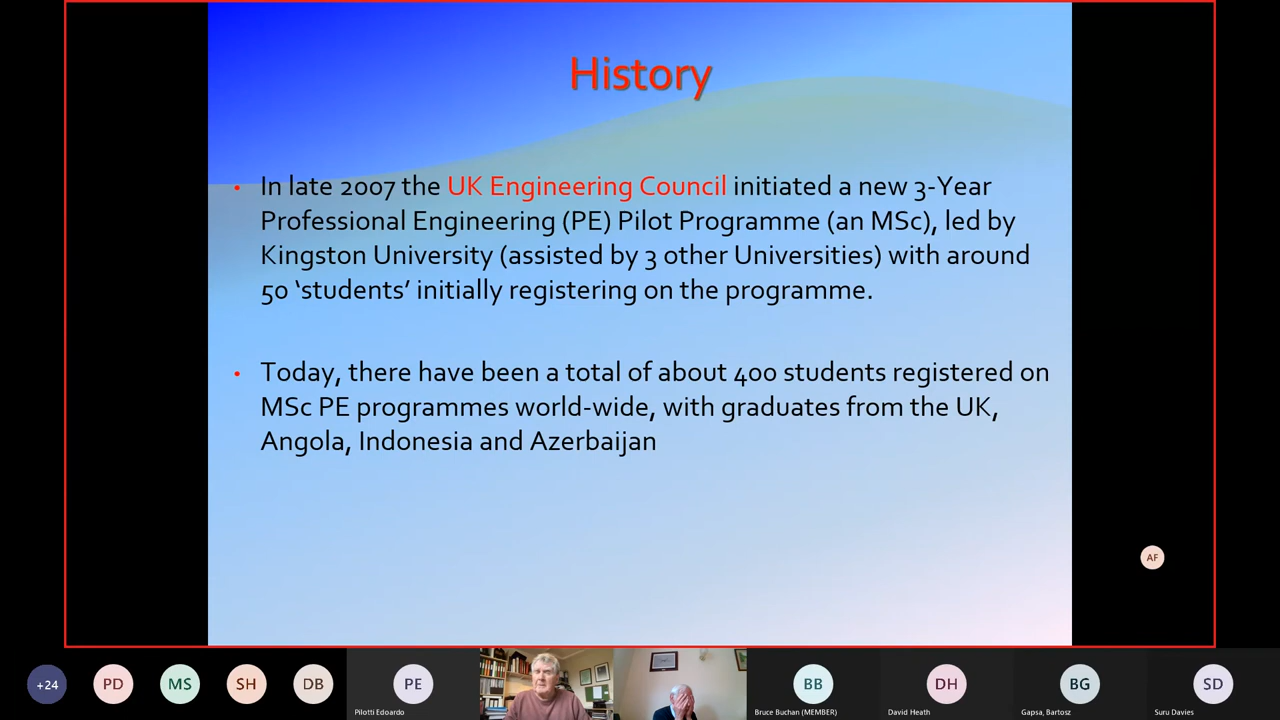 History
• In late 2007 the UK Engineering Council initiated a new 3-Year
Professional Engineering (PE) Pilot Programme (an MSc), led by
Kingston University (assisted by 3 other Universities) with around
50 ‘students’ initially registering on the programme.
• Today, there have been a total of about 400 students registered on
MSc PE programmes world-wide, with graduates from the UK,
Angola, Indonesia and Azerbaijan
AF
+24
PD
MS
SH
DB
PE
Pilotti Edoardo
BB
Bruce Buchan (MEMBER)
DH
David Heath
BG
Gapsa, Bartosz
SD
Suru Davies